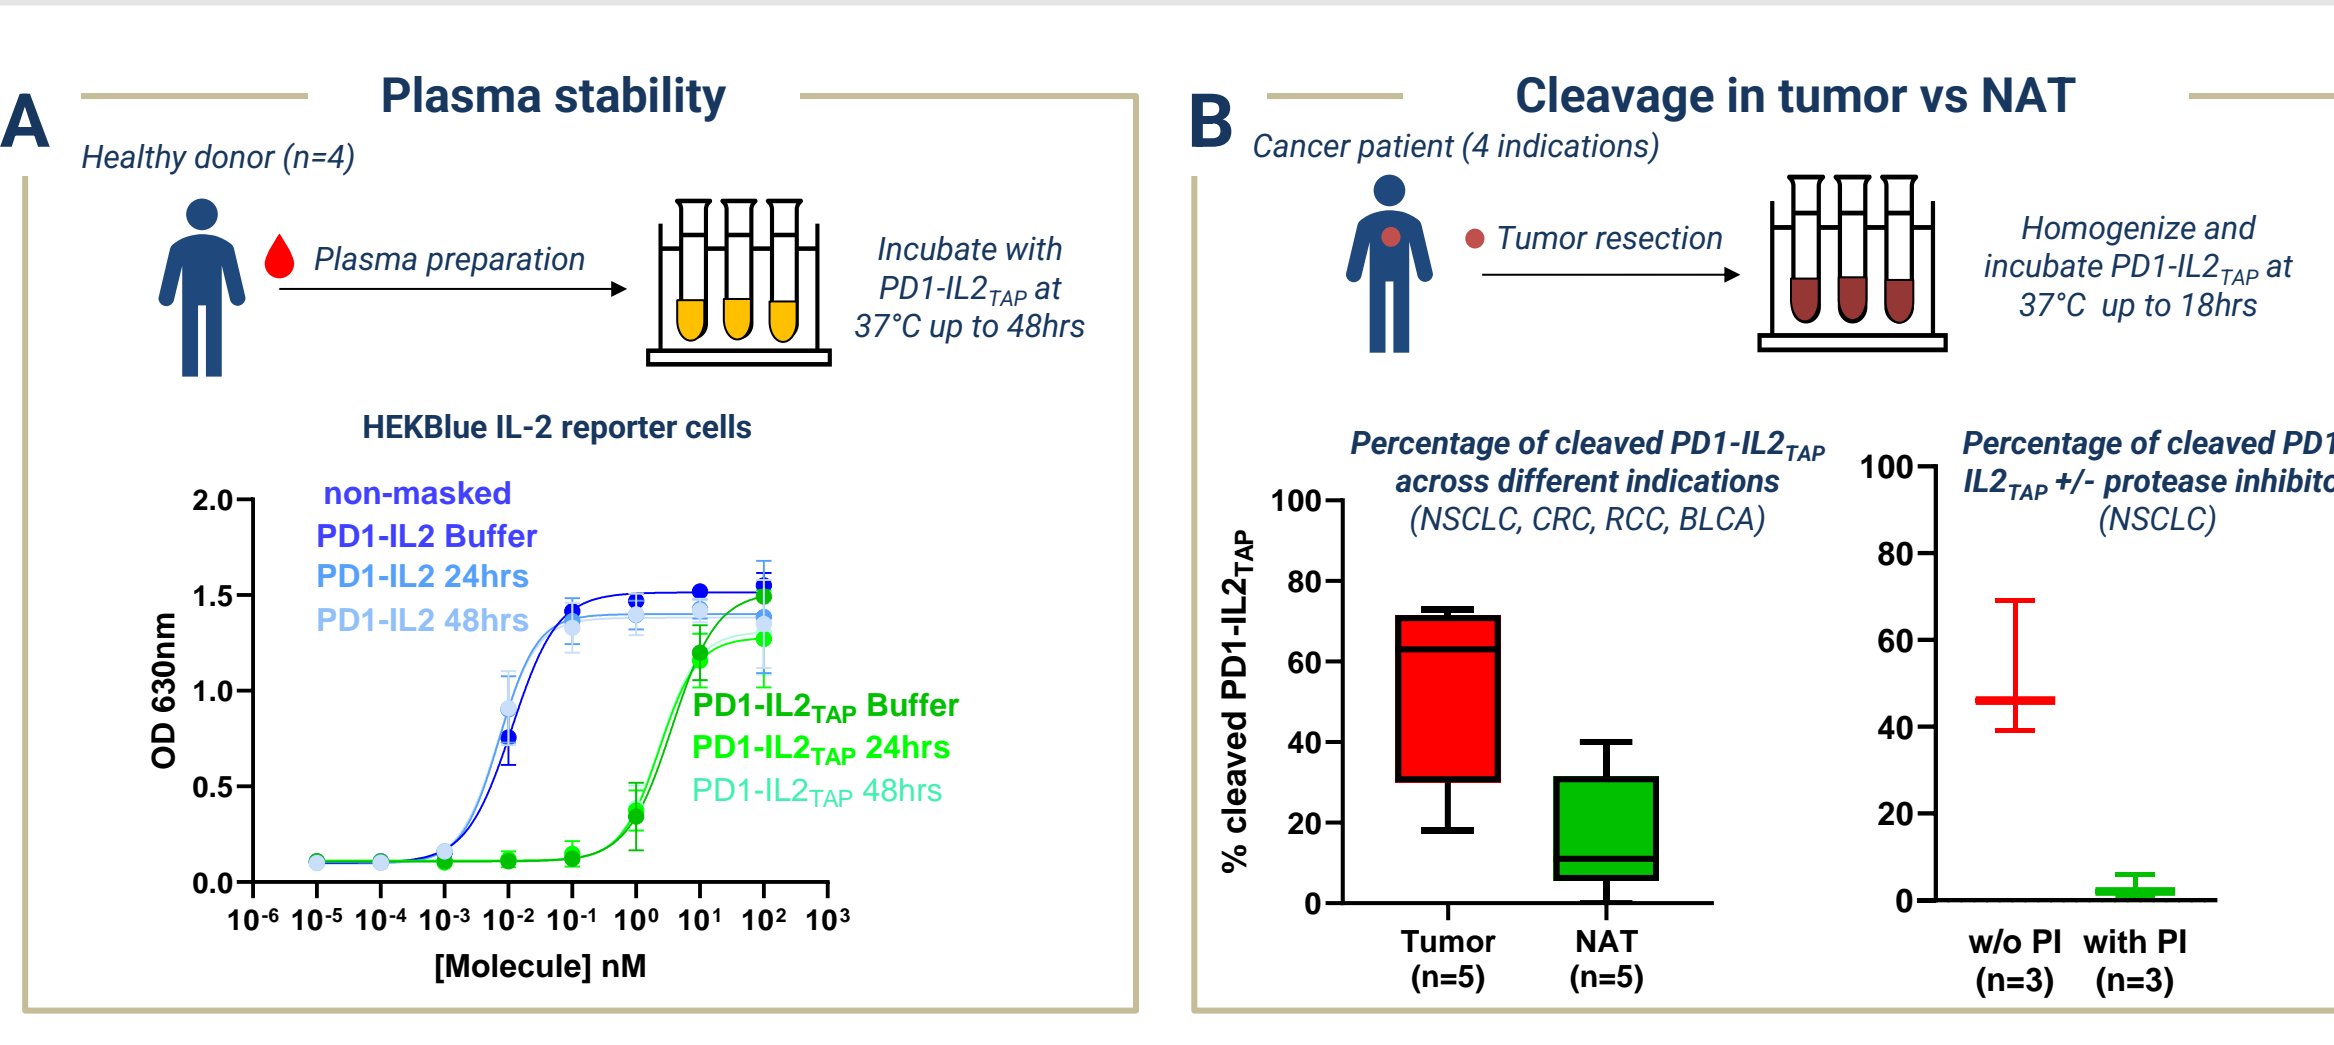 A
Plasma stability
Healthy donor (n=4)
Plasma preparation
Incubate with
PD1-IL2TAP at
37°C up to 48hrs
HEKBlue IL-2 reporter cells
non-masked
PD1-IL2 Buffer
PD1-IL2 24hrs
PD1-IL2 48hrs
PD1-IL2TAP Buffer
PD1-IL2TAP 24hrs
PD1-IL2TAP 48hrs
OD 630nm
2.0
1.5
1.0
0.5
0.0
10-6 10-5 10-4 10-3 10-2 10-1 100 101 102 103
[Molecule] nM
B
Cleavage in tumor vs NAT
Cancer patient (4 indications)
Tumor resection
Homogenize and
incubate PD1-IL2TAP at
37°C up to 18hrs
Percentage of cleaved PD1-IL2TAP
across different indications
(NSCLC, CRC, RCC, BLCA)
% cleaved PD1-IL2TAP
100
80
60
40
20
0
Tumor NAT
(n=5) (n=5)
Percentage of cleaved PD1
IL2TAP +/- protease inhibito
(NSCLC)
100
80
60
40
20
0
w/o PI with PI
(n=3) (n=3)